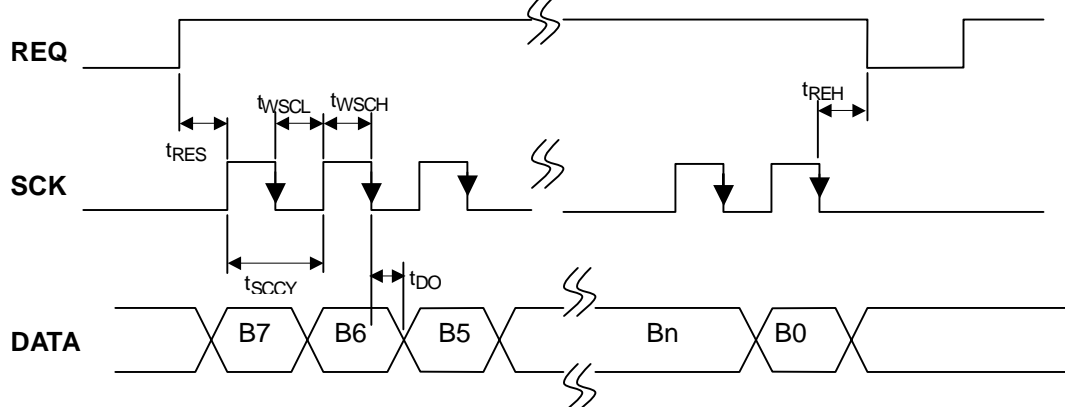 REQ
tWSCL tWSCH
tREH
tRES
SCK
tSCCY
tDO
DATA
B7 B6 B5 Bn B0